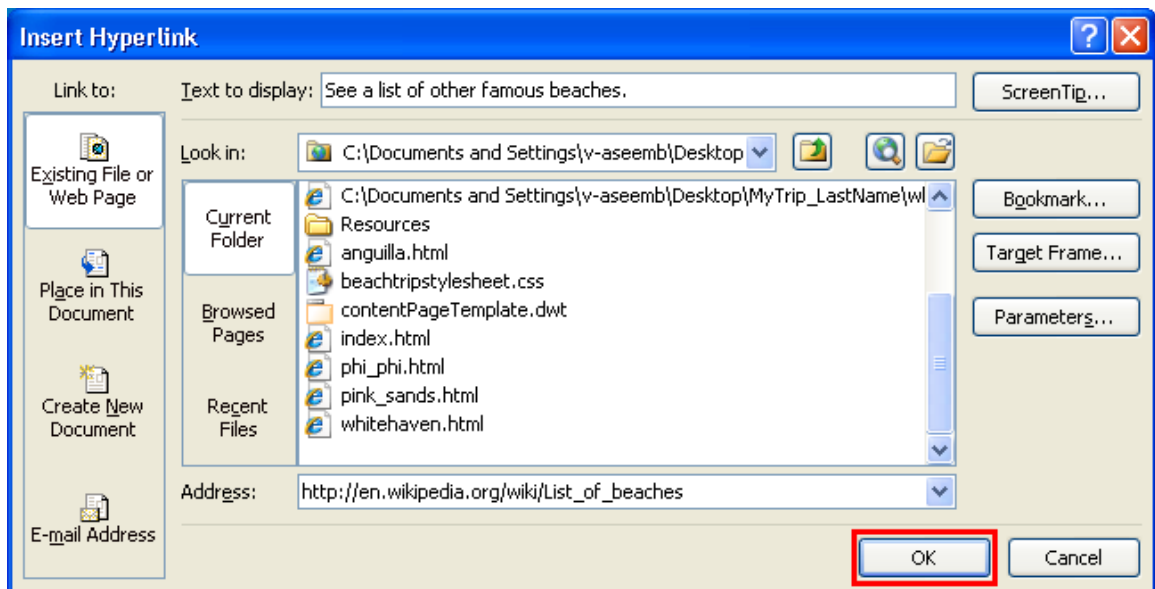 Insert Hyperlink
Link to:
Text to display: See a list of other famous beaches.
ScreenTip...
Existing File or
Web Page
Look in:
C:\Documents and Settings\v-aseemb\Desktop
Current
Folder
C:\Documents and Settings\v-aseemb\Desktop\MyTrip_LastName\
Resources
anguilla.html
beachtripstylesheet.css
contentPageTemplate.dwt
index.html
phi_phi.html
pink_sands.html
whitehaven.html
Bookmark...
Target Frame...
Parameters...
Place in This
Document
Browsed
Pages
Create New
Document
Recent
Files
Address: http://en.wikipedia.org/wiki/List_of_beaches
E-mail Address
OK
Cancel